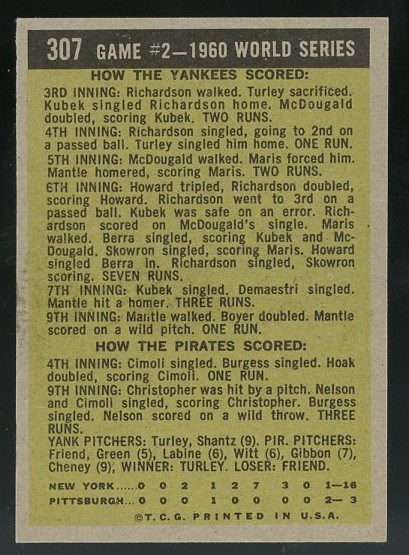 307 GAME #2—1960 WORLD SERIES
HOW THE YANKEES SCORED:
3RD INNING: Richardson walked. Turley sacrificed.
Kubek singled Richardson home. McDougald
doubled, scoring Kubek. TWO RUNS.
4TH INNING: Richardson singled, going to 2nd on
a passed ball. Turley singled him home. ONE RUN.
5TH INNING: McDougald walked. Maris forced him.
Mantle homered, scoring Maris. TWO RUNS.
6TH INNING: Howard tripled, Richardson doubled,
scoring Howard. Richardson went to 3rd on a
passed ball. Kubek was safe on an error. Rich-
ardson scored on McDougald's single. Maris
walked. Berra singled, scoring Kubek and Mc-
Dougald. Skowron singled, scoring Maris. Howard
singled Berra in. Richardson singled, Skowron
scoring. SEVEN RUNS.
7TH INNING: Kubek singled. Demaestri singled.
Mantle hit a homer. THREE RUNS.
9TH INNING: Mantle walked. Boyer doubled. Mantle
scored on a wild pitch. ONE RUN.
HOW THE PIRATES SCORED:
4TH INNING: Cimoli singled. Burgess singled. Hoak
doubled, scoring Cimoli. ONE RUN.
9TH INNING: Christopher was hit by a pitch. Nelson
and Cimoli singled, scoring Christopher. Burgess
singled. Nelson scored on a wild throw. THREE
RUNS.
YANK PITCHERS: Turley, Shantz (9). PIR. PITCHERS:
Friend, Green (5), Labine (6), Witt (6), Gibbon (7),
Cheney (9), WINNER: TURLEY. LOSER: FRIEND.
NEW YORK......0 0 2 1 2 7 3 0 1—16
PITTSBURGH...0 0 0 1 0 0 0 0 2— 3
©T.C.G. PRINTED IN U.S.A.